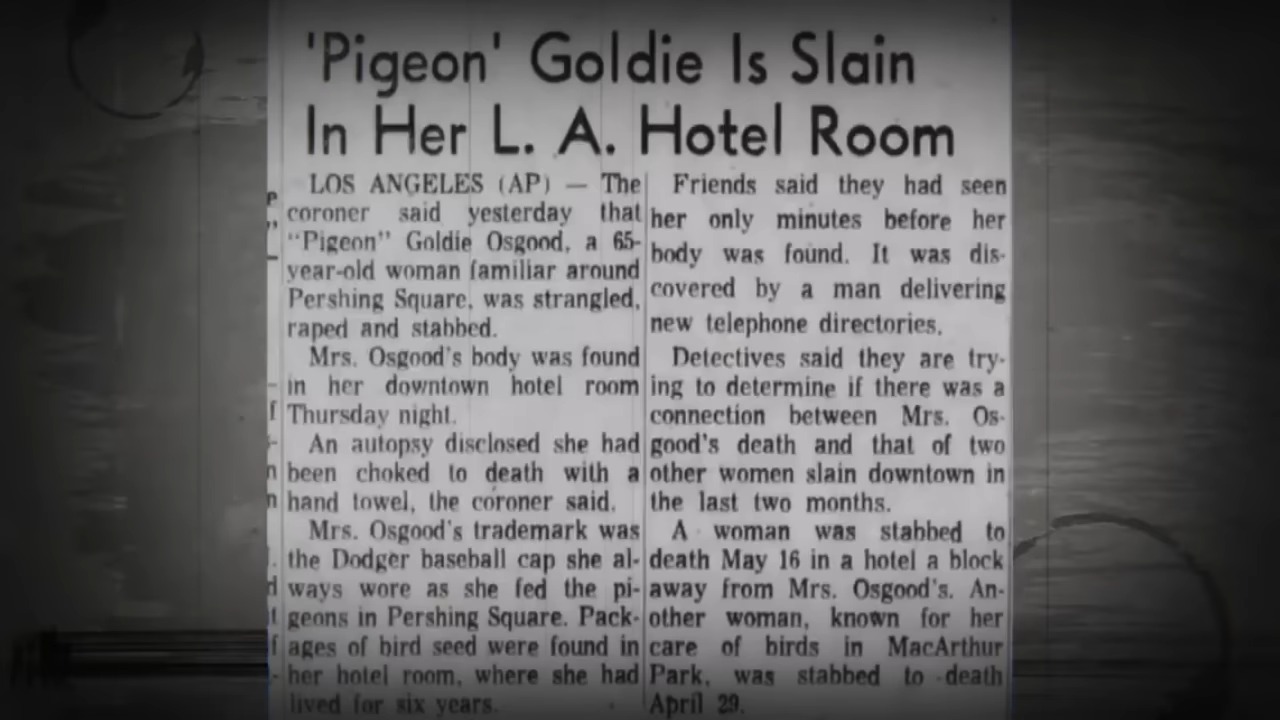 'Pigeon' Goldie Is Slain
In Her L. A. Hotel Room
LOS ANGELES (AP) — The
coroner said yesterday that
"Pigeon" Goldie Osgood, a 65-
year-old woman familiar around
Pershing Square, was strangled,
raped and stabbed.
Mrs. Osgood's body was found
in her downtown hotel room
Thursday night.
An autopsy disclosed she had
been choked to death with a
hand towel, the coroner said.
Mrs. Osgood's trademark was
the Dodger baseball cap she al-
ways wore as she fed the pi-
geons in Pershing Square. Pack-
ages of bird seed were found in
her hotel room, where she had
lived for six years.
Friends said they had seen
her only minutes before her
body was found. It was dis-
covered by a man delivering
new telephone directories.
Detectives said they are try-
ing to determine if there was a
connection between Mrs. Os-
good's death and that of two
other women slain downtown in
the last two months.
A woman was stabbed to
death May 16 in a hotel a block
away from Mrs. Osgood's. An-
other woman, known for her
care of birds in MacArthur
Park, was stabbed to death
April 29.